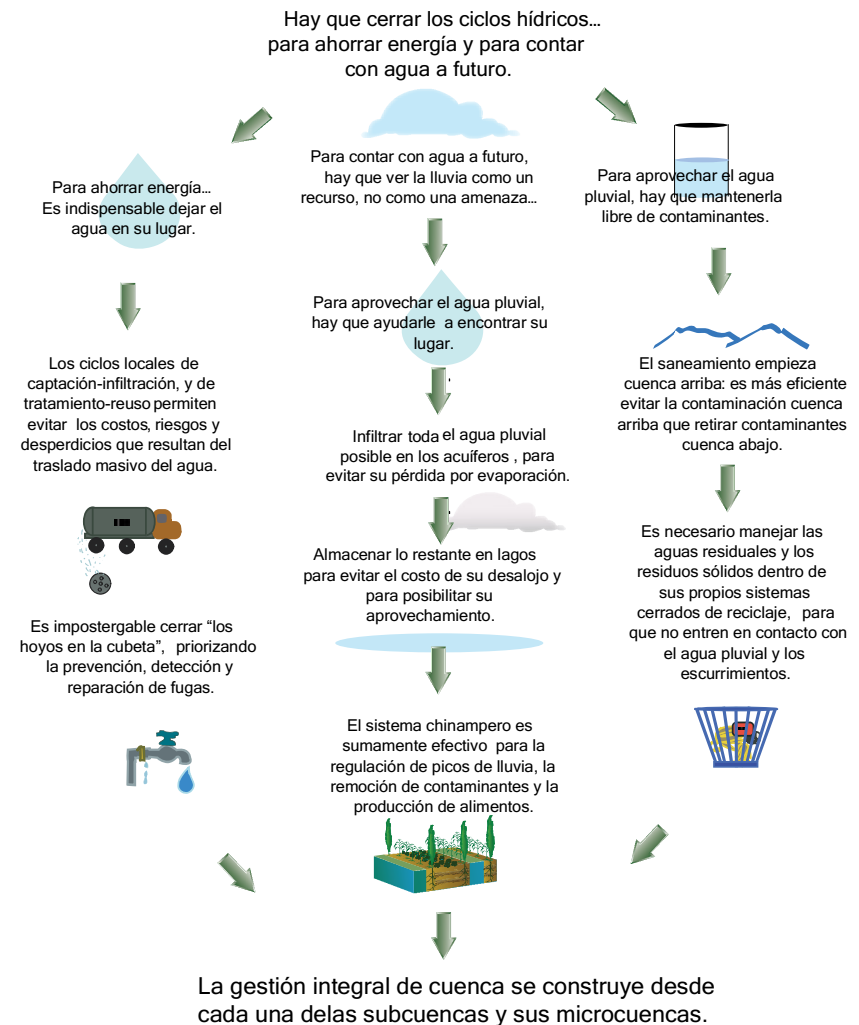 Hay que cerrar los ciclos hídricos...
para ahorrar energía y para contar
con agua a futuro.
Para ahorrar energía...
Es indispensable dejar el
agua en su lugar.
Los ciclos locales de
captación-infiltración, y de
tratamiento-reuso permiten
evitar los costos, riesgos y
desperdicios que resultan del
traslado masivo del agua.
Es impostergable cerrar “los
hoyos en la cubeta”, priorizando
la prevención, detección y
reparación de fugas.
Para contar con agua a futuro,
hay que ver la lluvia como un
recurso, no como una amenaza...
Para aprovechar el agua pluvial,
hay que ayudarle a encontrar su
lugar.
Infiltrar toda el agua pluvial
posible en los acuíferos , para
evitar su pérdida por evaporación.
Almacenar lo restante en lagos
para evitar el costo de su desalojo y
para posibilitar su
aprovechamiento.
El sistema chinampero es
sumamente efectivo para la
regulación de picos de lluvia, la
remoción de contaminantes y la
producción de alimentos.
Para aprovechar el agua
pluvial, hay que mantenerla
libre de contaminantes.
El saneamiento empieza
cuenca arriba: es más eficiente
evitar la contaminación cuenca
arriba que retirar contaminantes
cuenca abajo.
Es necesario manejar las
aguas residuales y los
residuos sólidos dentro de
sus propios sistemas
cerrados de reciclaje, para
que no entren en contacto con
el agua pluvial y los
escurrimientos.
La gestión integral de cuenca se construye desde
cada una delas subcuencas y sus microcuencas.